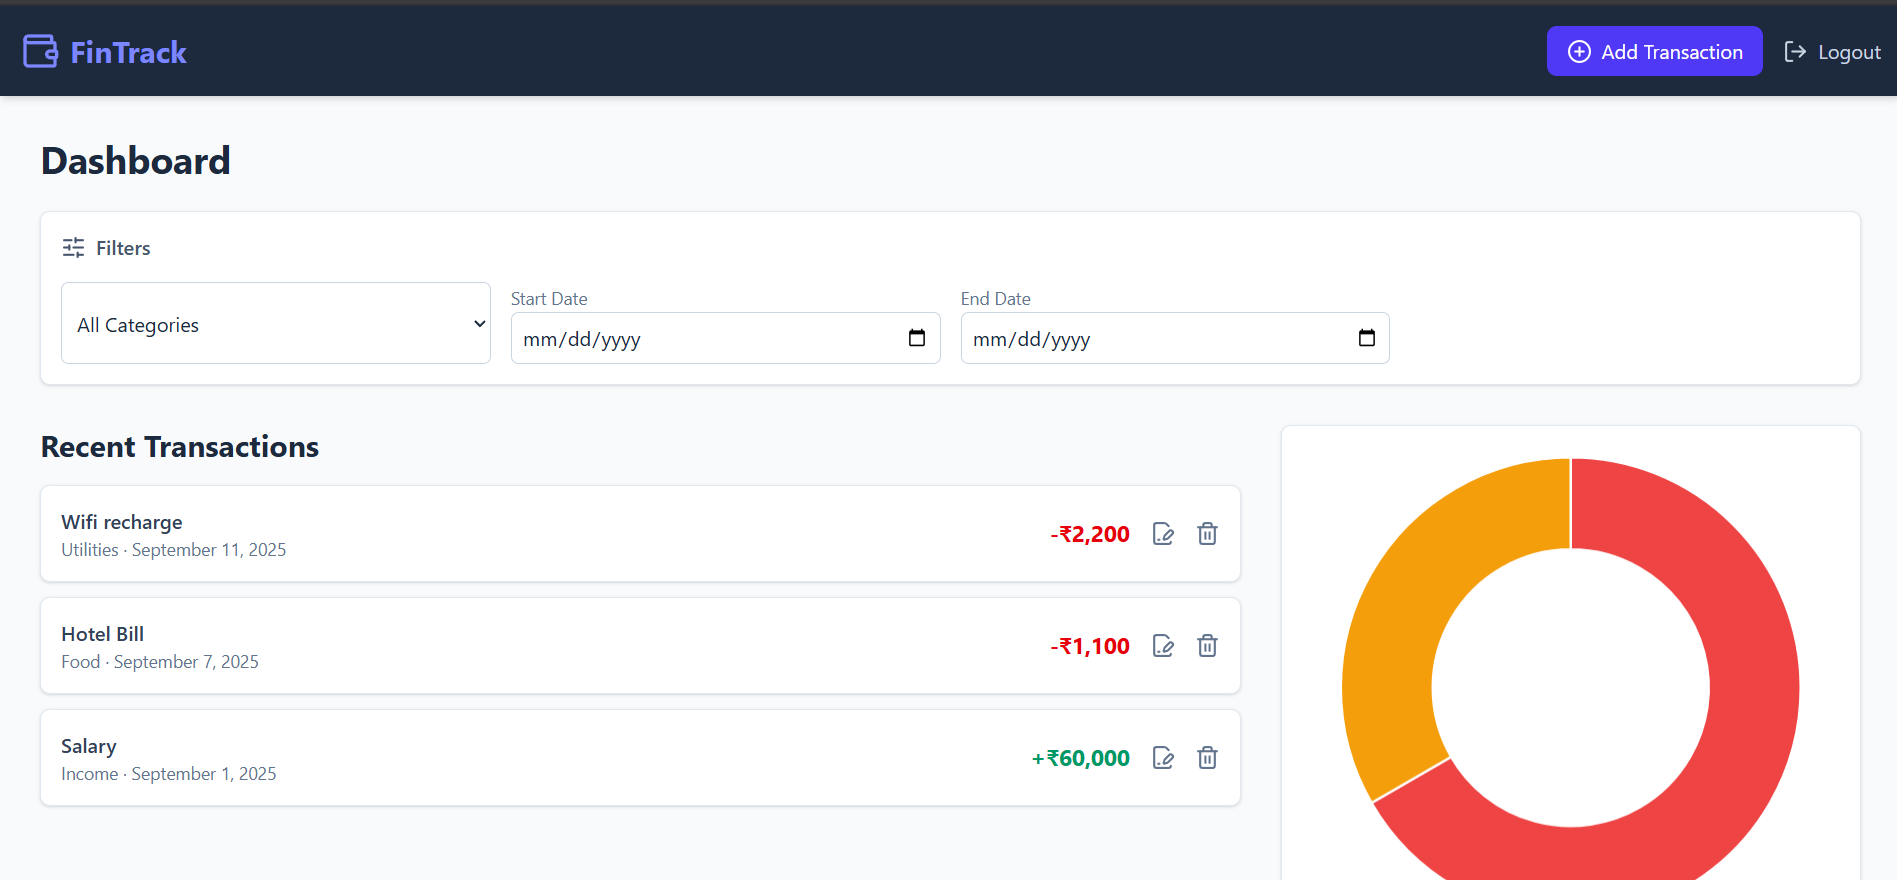 FinTrack
Add Transaction
Logout
Dashboard
Filters
All Categories
Start Date
mm/dd/yyyy
End Date
mm/dd/yyyy
Recent Transactions
Wifi recharge
Utilities · September 11, 2025
-₹2,200
Hotel Bill
Food · September 7, 2025
-₹1,100
Salary
Income · September 1, 2025
+₹60,000